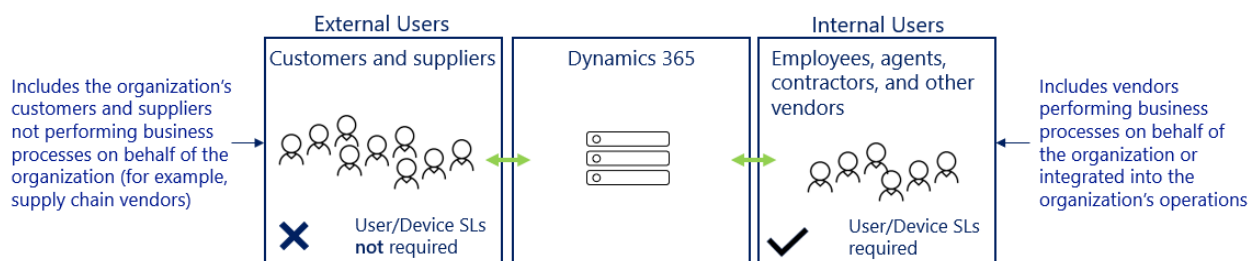 External Users
Internal Users
Includes the organization's
customers and suppliers
not performing business
processes on behalf of the
organization (for example,
supply chain vendors)
Customers and suppliers
User/Device SLs
not required
Dynamics 365
Employees, agents,
contractors, and other
vendors
User/Device SLs
required
Includes vendors
performing business
processes on behalf of
the organization or
integrated into the
organization's operations